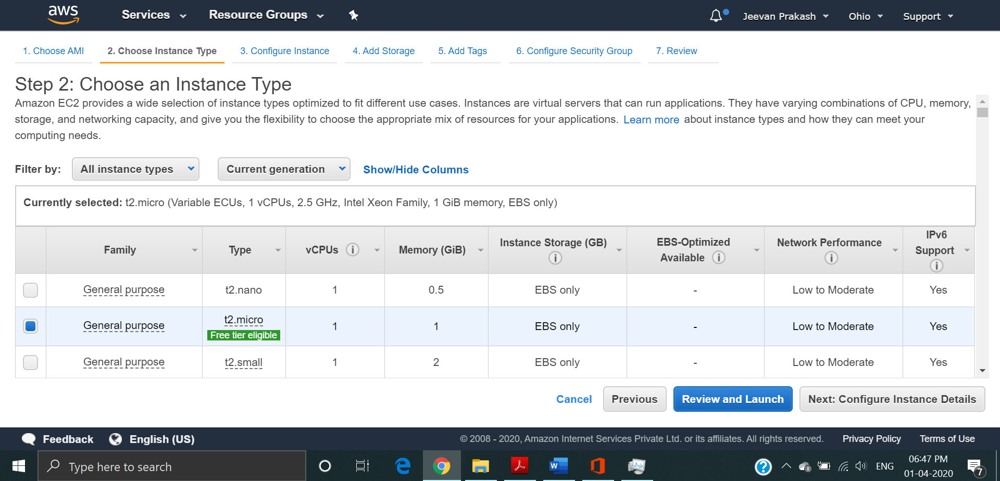 aws Services Resource Groups Jeevan Prakash Ohio Support
1. Choose AMI 2. Choose Instance Type 3. Configure Instance 4. Add Storage 5. Add Tags 6. Configure Security Group 7. Review
Step 2: Choose an Instance Type
Amazon EC2 provides a wide selection of instance types optimized to fit different use cases. Instances are virtual servers that can run applications. They have varying combinations of CPU, memory,
storage, and networking capacity, and give you the flexibility to choose the appropriate mix of resources for your applications. Learn more about instance types and how they can meet your
computing needs.
Filter by: All instance types Current generation Show/Hide Columns
Currently selected: t2.micro (Variable ECUs, 1 vCPUs, 2.5 GHz, Intel Xeon Family, 1 GiB memory, EBS only)
Family Type vCPUs i Memory (GiB) Instance Storage (GB) i EBS-Optimized Available i Network Performance i IPv6 Support i
General purpose t2.nano 1 0.5 EBS only - Low to Moderate Yes
General purpose t2.micro Free tier eligible 1 1 EBS only - Low to Moderate Yes
General purpose t2.small 1 2 EBS only - Low to Moderate Yes
Cancel Previous Review and Launch Next: Configure Instance Details
Feedback English (US) © 2008 - 2020, Amazon Internet Services Private Ltd. or its affiliates. All rights reserved. Privacy Policy Terms of Use
Type here to search ENG 06:47 PM
01-04-2020 7